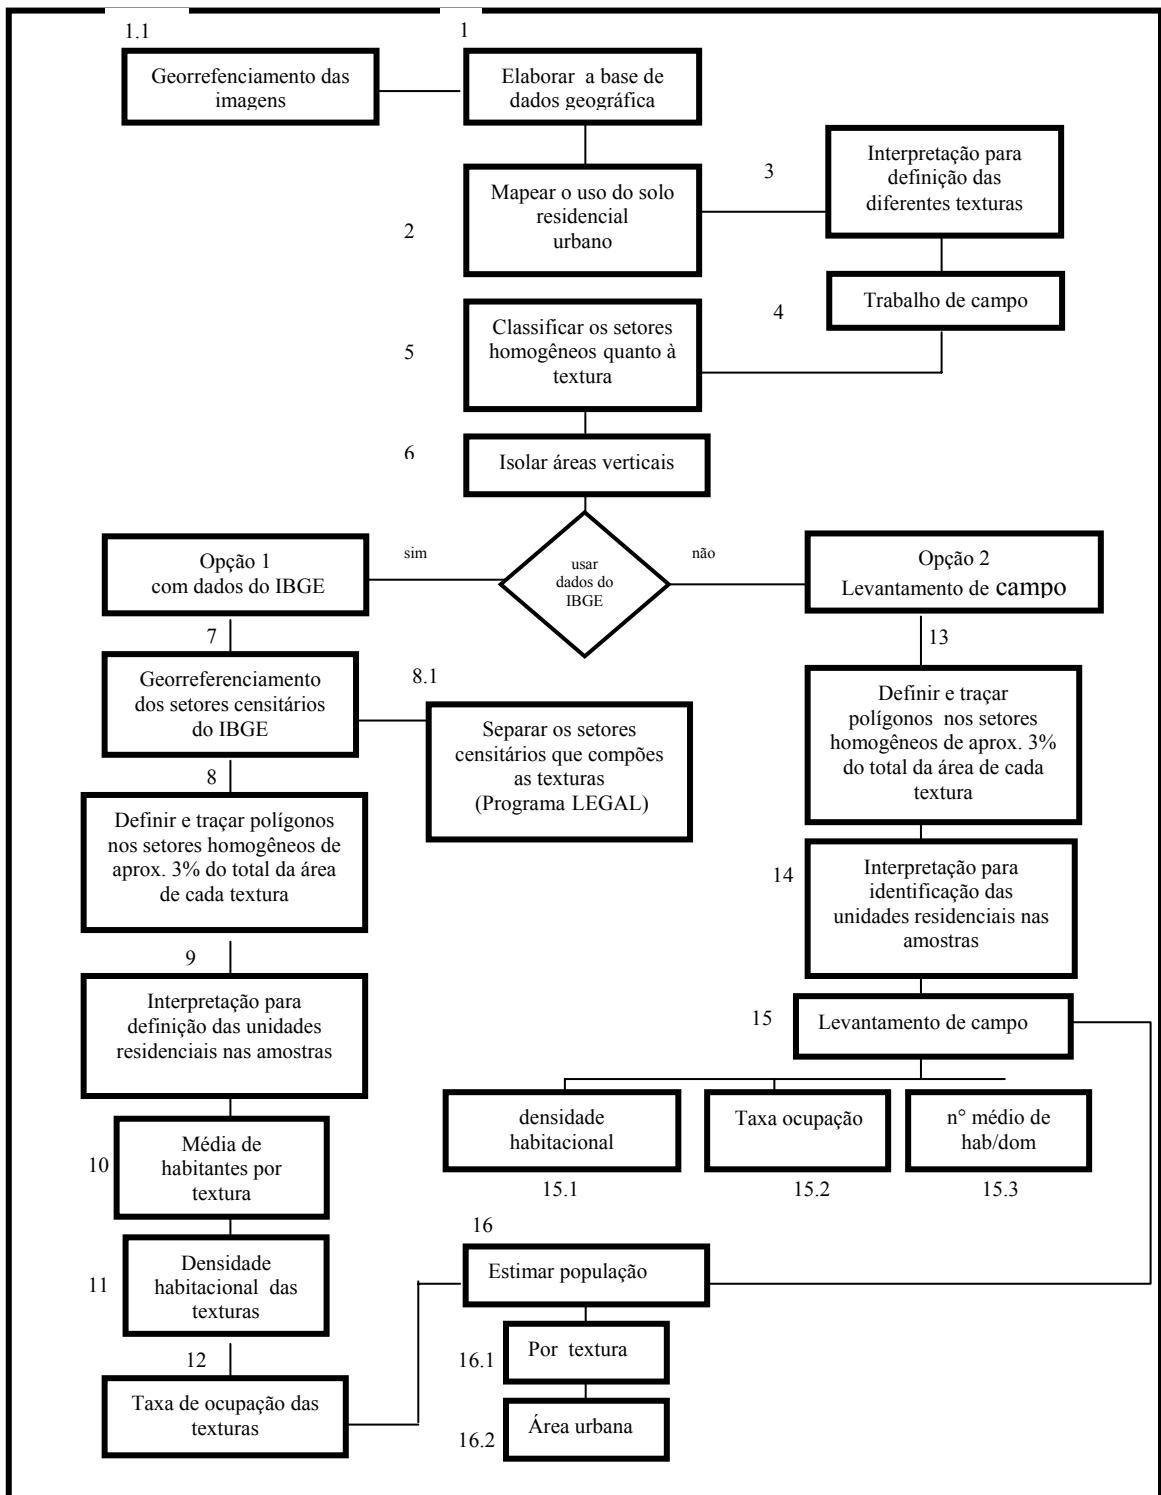 1.1
1
Georrefenciamento das
imagens
Elaborar a base de
dados geográfica
3
Interpretação para
definição das
diferentes texturas
2
Mapear o uso do solo
residencial
urbano
4
Trabalho de campo
5
Classificar os setores
homogêneos quanto à
textura
6
Isolar áreas verticais
Opção 1
com dados do IBGE
sim
usar
dados do
IBGE
não
Opção 2
Levantamento de campo
7
13
Georreferenciamento
dos setores censitários
do IBGE
8.1
Separar os setores
censitários que compões
as texturas
(Programa LEGAL)
Definir e traçar
polígonos nos setores
homogêneos de aprox. 3%
do total da área de cada
textura
8
Definir e traçar polígonos
nos setores homogêneos de
aprox. 3% do total da área
de cada textura
14
Interpretação para
identificação das
unidades residenciais nas
amostras
9
Interpretação para
definição das unidades
residenciais nas amostras
15
Levantamento de campo
densidade
habitacional
Taxa ocupação
n° médio de
hab/dom
15.1
15.2
15.3
10
Média de
habitantes por
textura
16
Estimar população
11
Densidade
habitacional das
texturas
16.1
Por textura
12
Taxa de ocupação das
texturas
16.2
Área urbana